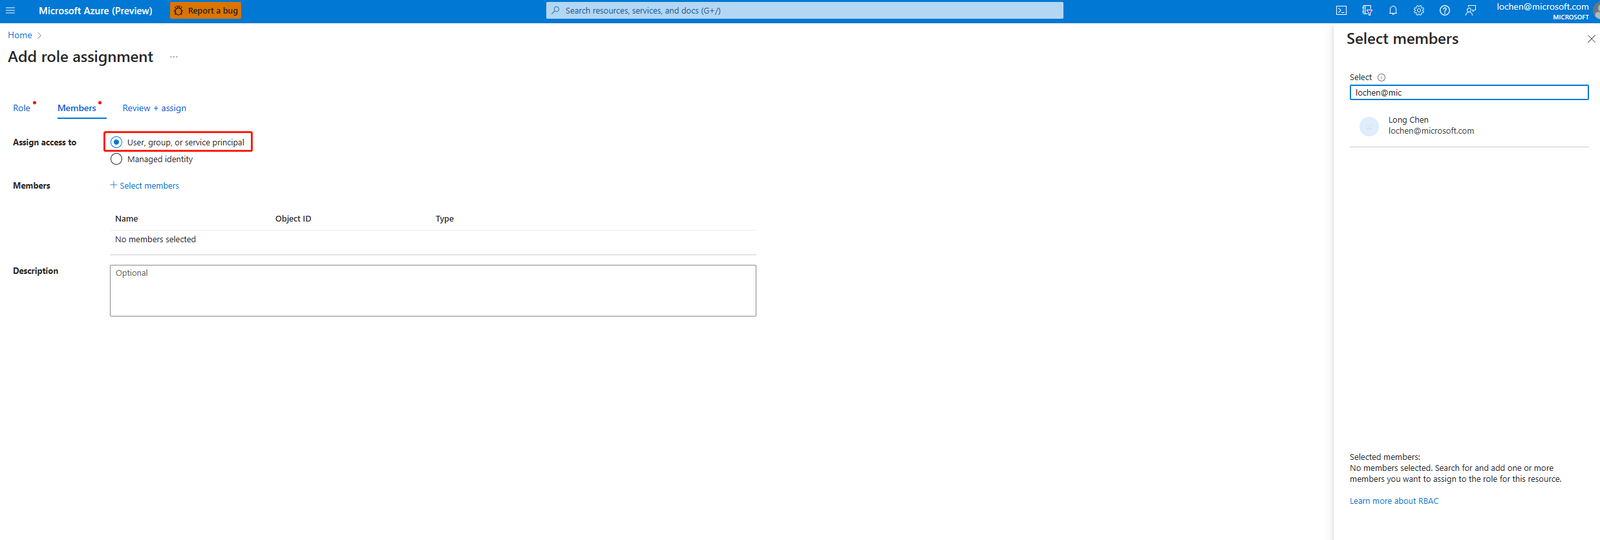 Microsoft Azure (Preview)
Report a bug
Search resources, services, and docs (G+/)
lochen@microsoft.com
MICROSOFT
Home
Add role assignment
...
Role
Members
Review + assign
Assign access to
User, group, or service principal
Managed identity
Members
+ Select members
Name Object ID Type
No members selected
Description
Optional
Select members
Select
lochen@mic
Long Chen
lochen@microsoft.com
Selected members:
No members selected. Search for and add one or more
members you want to assign to the role for this resource.
Learn more about RBAC